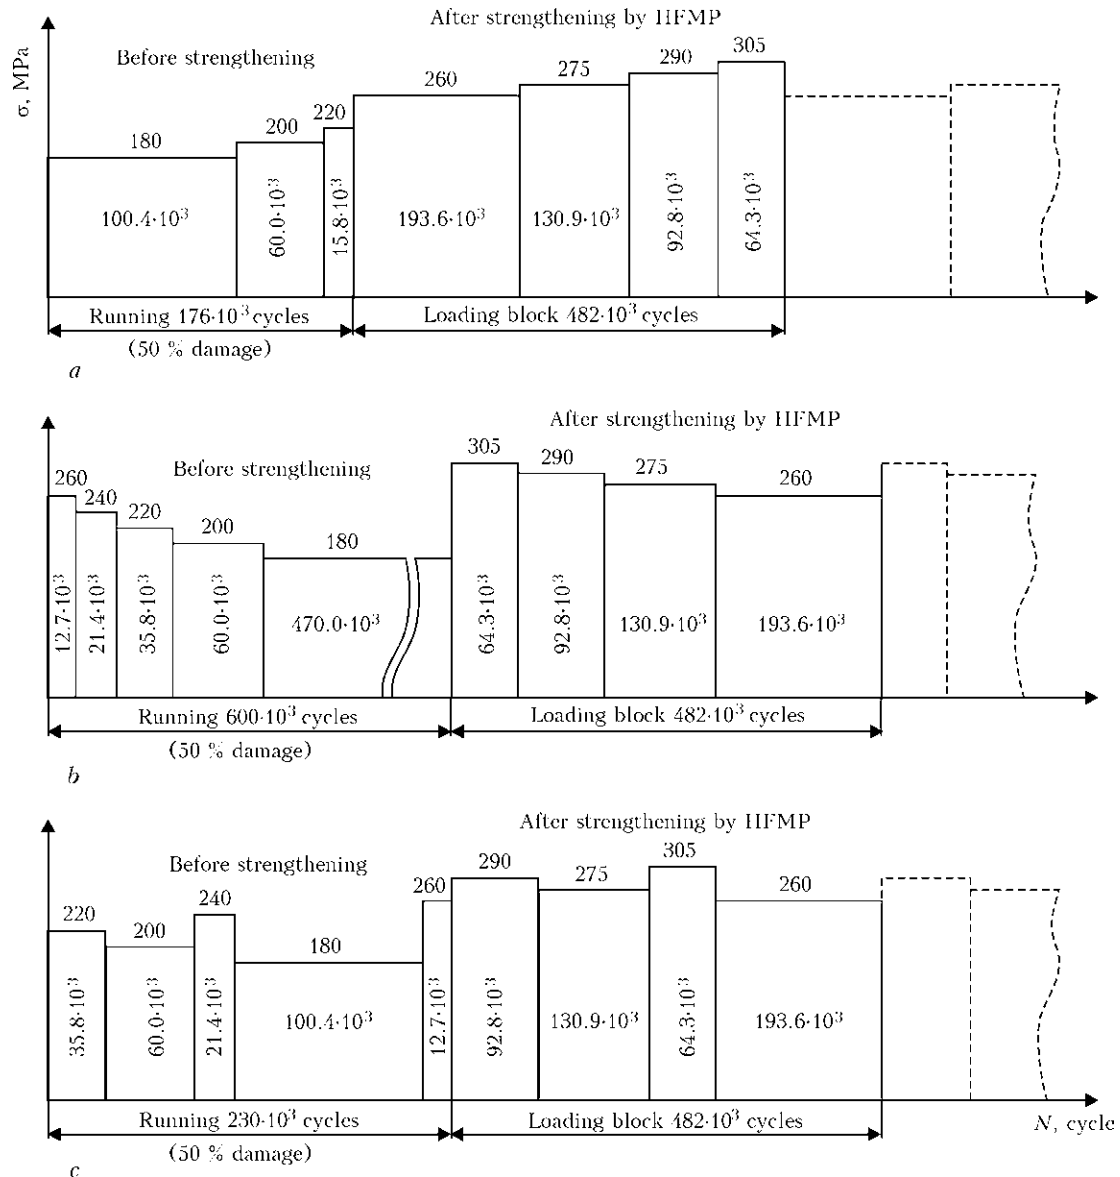 After strengthening by HFMP
Before strengthening
σ, MPa
180
200
220
260
275
290
305
100.4·10³
60.0·10³
15.8·10³
193.6·10³
130.9·10³
92.8·10³
64.3·10³
Running 176·10³ cycles
Loading block 482·10³ cycles
(50 % damage)
a
After strengthening by HFMP
Before strengthening
260
240
220
200
180
305
290
275
260
12.7·10³
21.4·10³
35.8·10³
60.0·10³
470.0·10³
64.3·10³
92.8·10³
130.9·10³
193.6·10³
Running 600·10³ cycles
Loading block 482·10³ cycles
(50 % damage)
b
After strengthening by HFMP
Before strengthening
220
200
240
180
260
290
275
305
260
35.8·10³
60.0·10³
21.4·10³
100.4·10³
12.7·10³
92.8·10³
130.9·10³
64.3·10³
193.6·10³
Running 230·10³ cycles
Loading block 482·10³ cycles
N, cycle
(50 % damage)
c